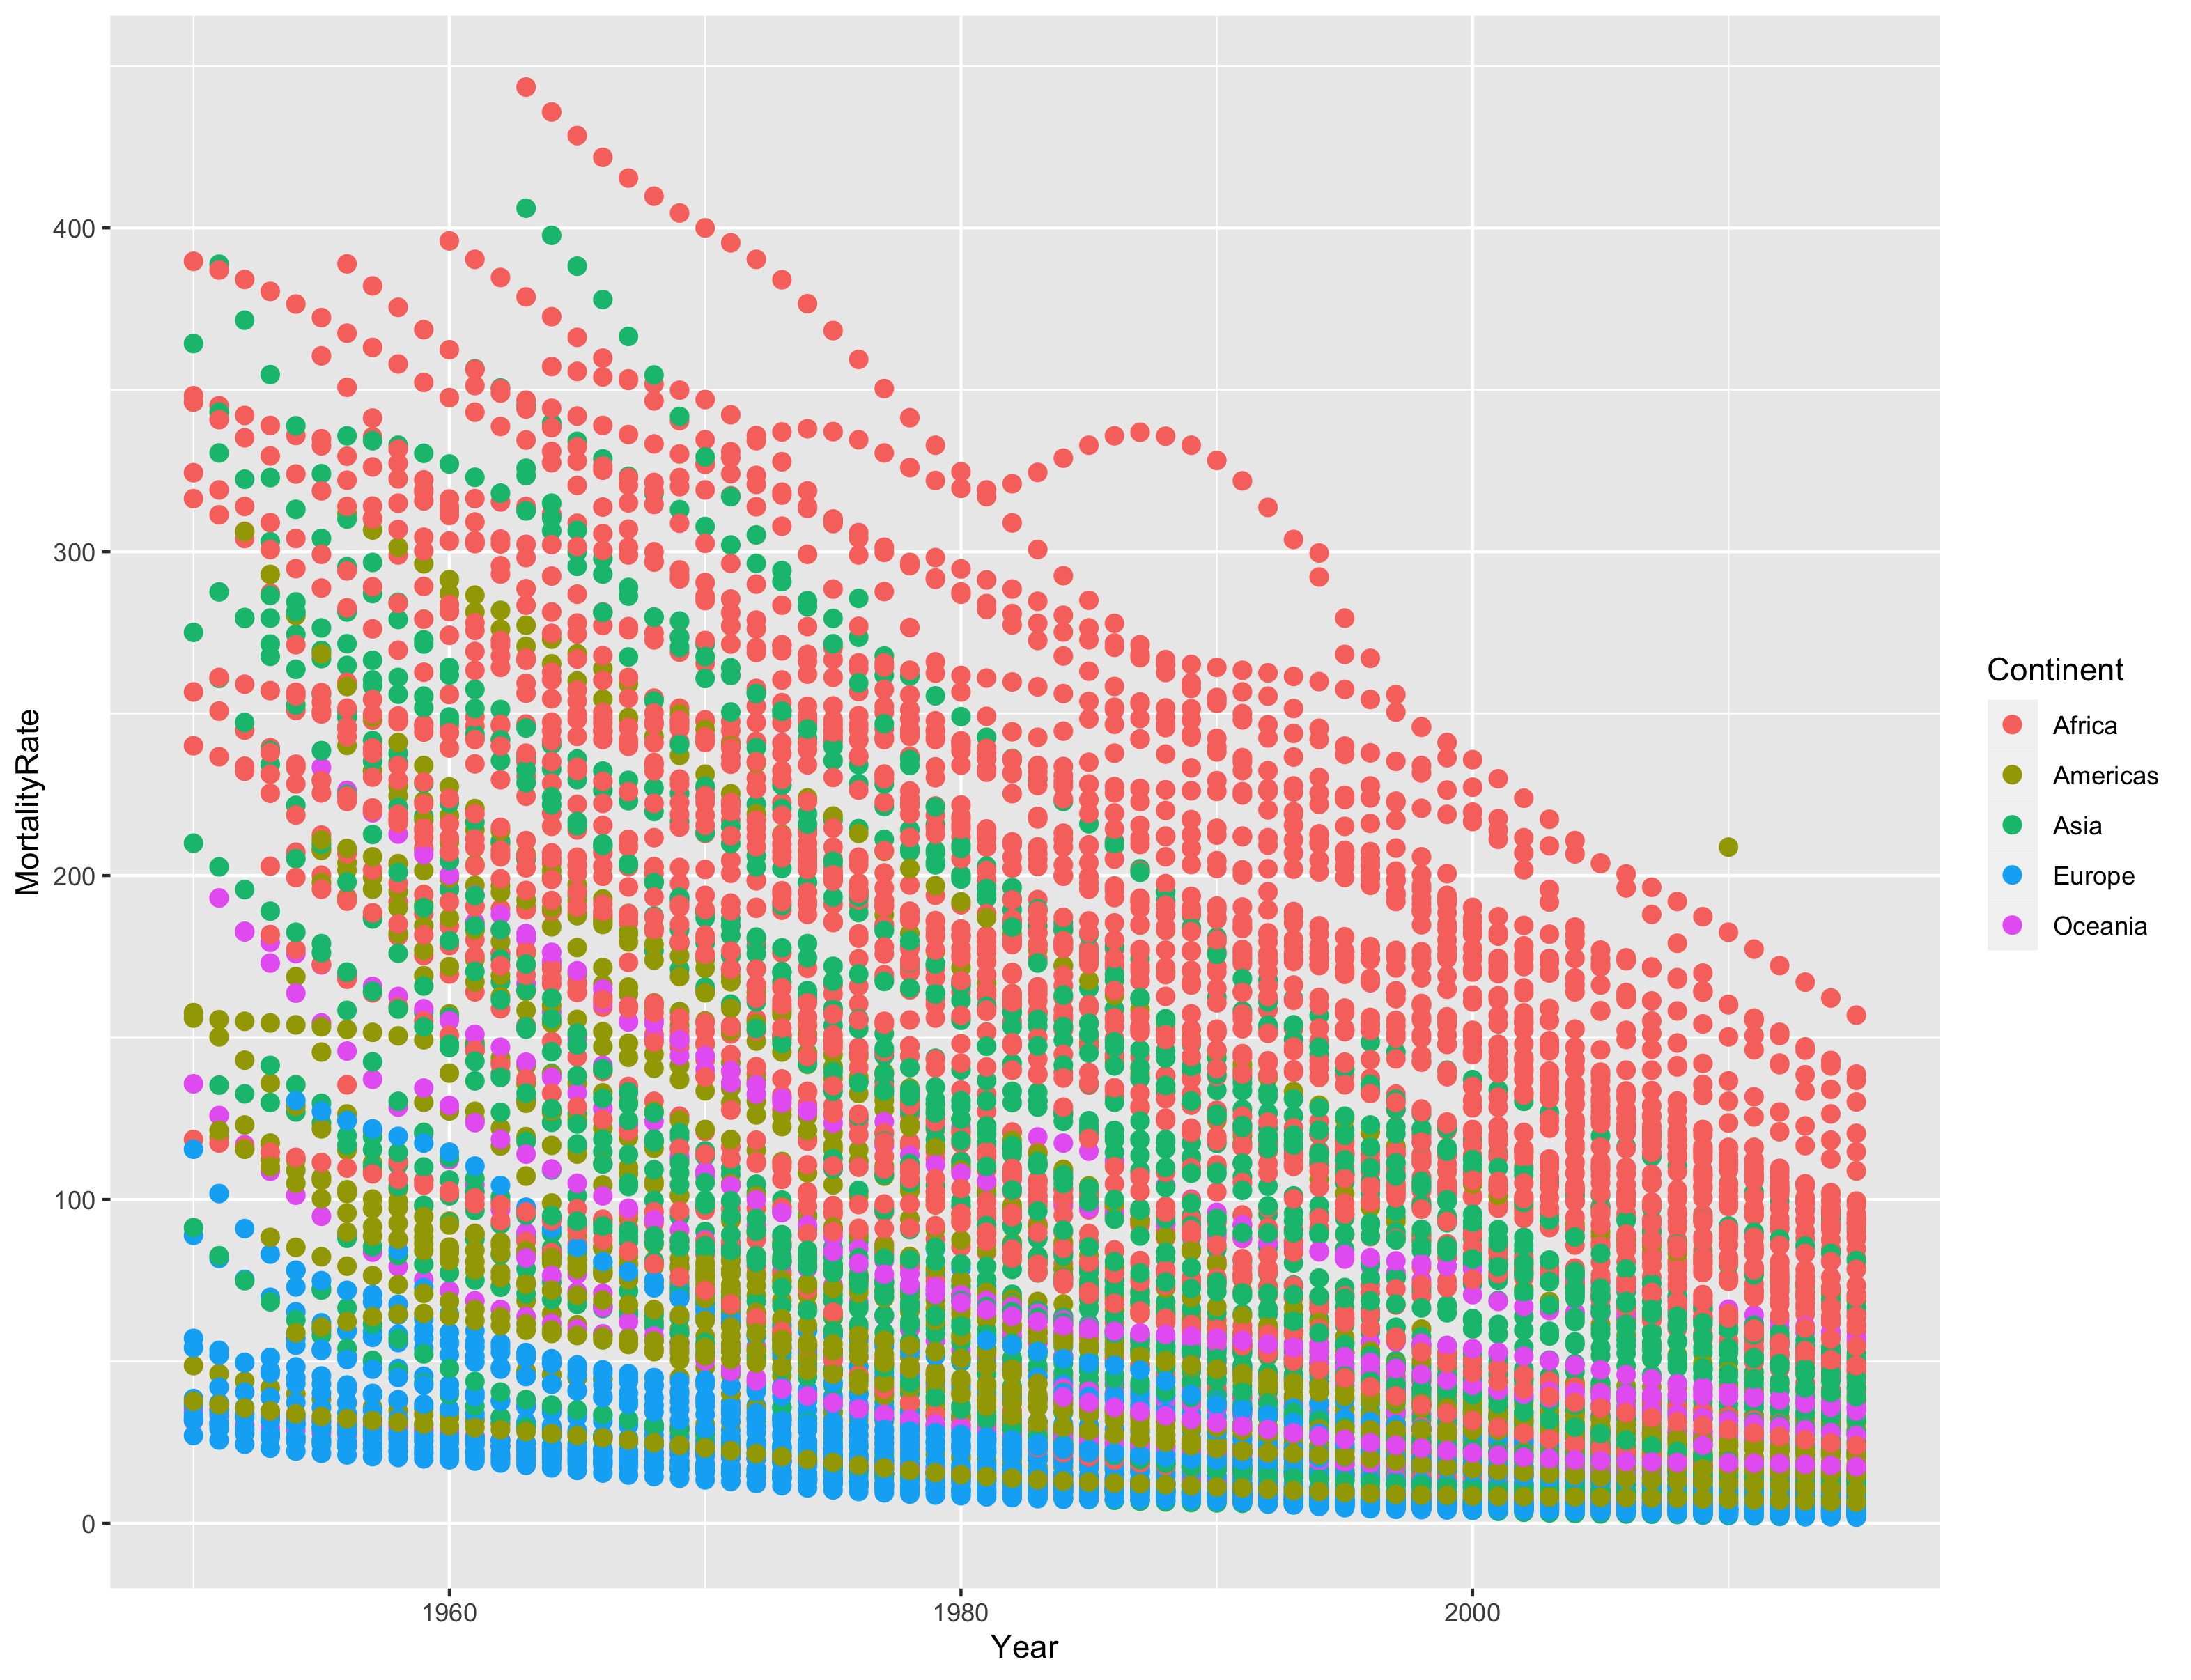 MortalityRate
400
300
200
100
0
1960
1980
2000
Year
Continent
Africa
Americas
Asia
Europe
Oceania